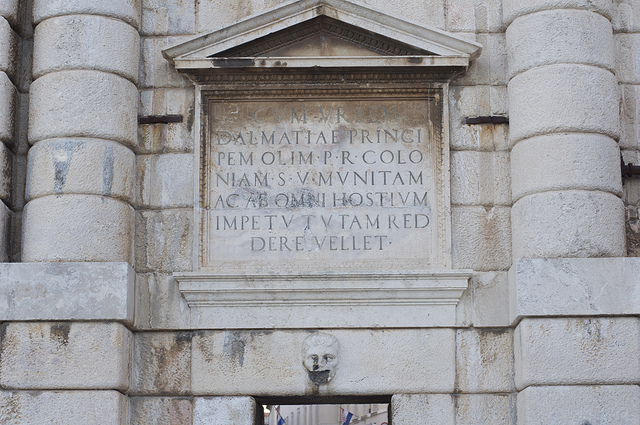 DALMATIAE PRINCI
PEM OLIM · P · R · COLO
NIAM · S · V · MVNITAM
AC AB OMNI HOSTIVM
IMPETV TVTAM RED
DERE VELLET ·